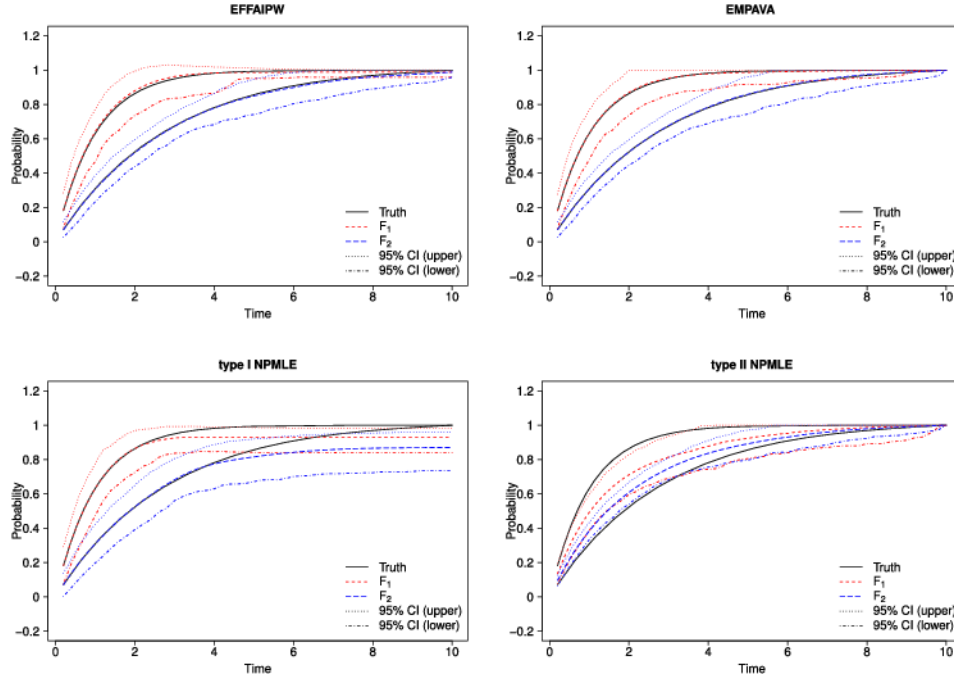 EFFAIPW
1.2
1
0.8
0.6
0.4
0.2
0
−0.2
Probability
0 2 4 6 8 10
Time
Truth
F1
F2
95% CI (upper)
95% CI (lower)
EMPAVA
1.2
1
0.8
0.6
0.4
0.2
0
−0.2
Probability
0 2 4 6 8 10
Time
Truth
F1
F2
95% CI (upper)
95% CI (lower)
type I NPMLE
1.2
1
0.8
0.6
0.4
0.2
0
−0.2
Probability
0 2 4 6 8 10
Time
Truth
F1
F2
95% CI (upper)
95% CI (lower)
type II NPMLE
1.2
1
0.8
0.6
0.4
0.2
0
−0.2
Probability
0 2 4 6 8 10
Time
Truth
F1
F2
95% CI (upper)
95% CI (lower)